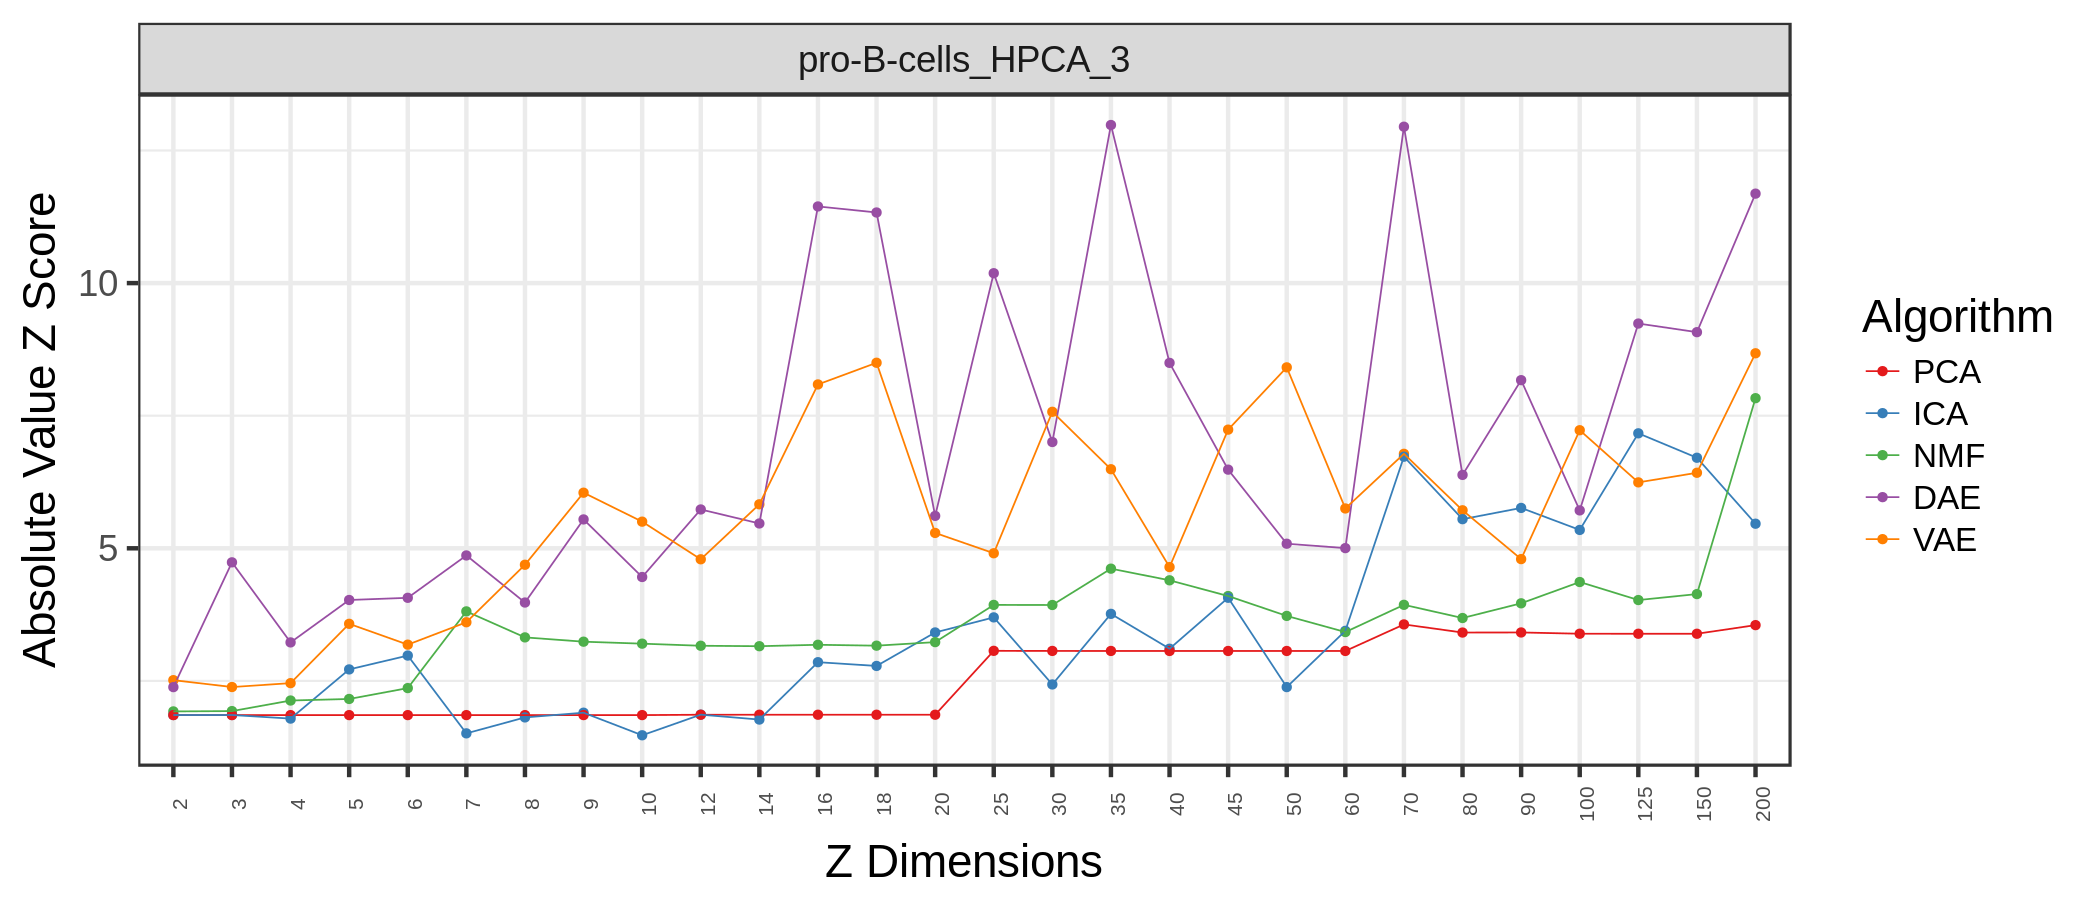 pro-B-cells_HPCA_3
Absolute Value Z Score
10
5
2 3 4 5 6 7 8 9 10 12 14 16 18 20 25 30 35 40 45 50 60 70 80 90 100 125 150 200
Z Dimensions
Algorithm
PCA
ICA
NMF
DAE
VAE